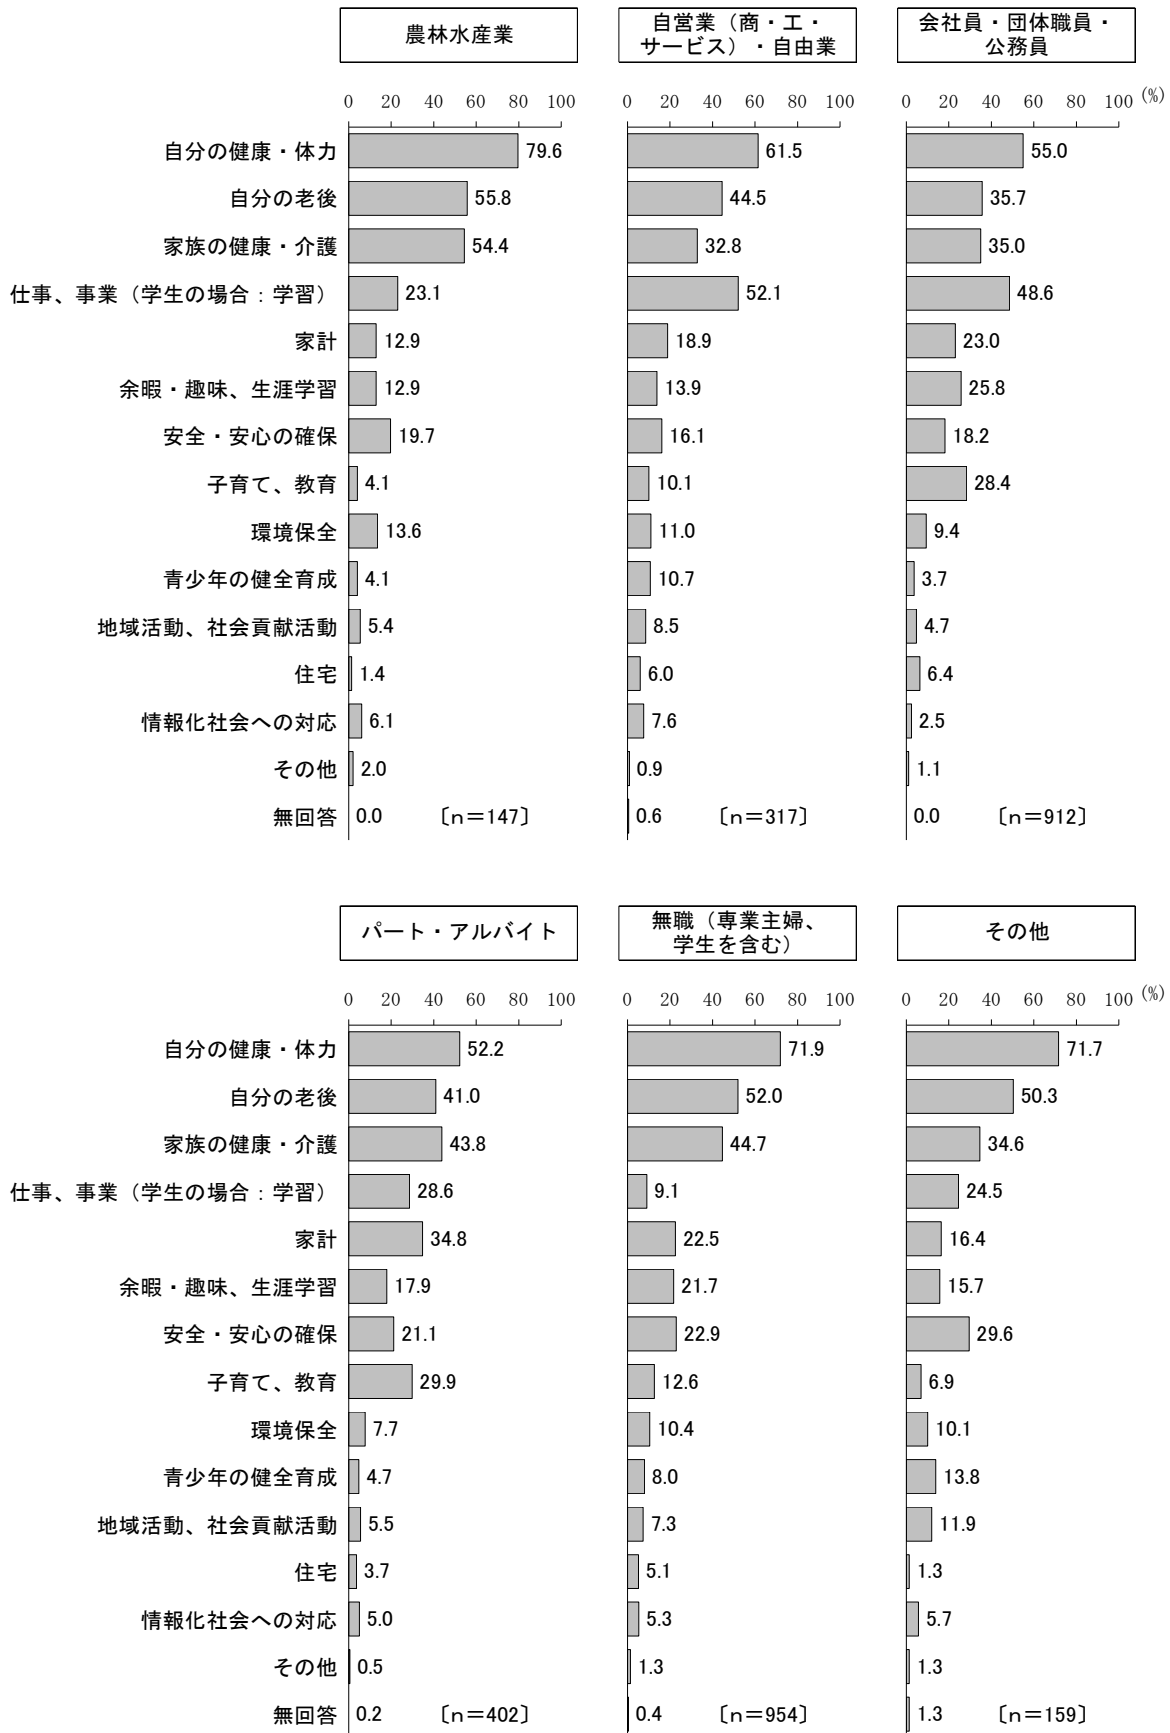 農林水産業
自営業（商・工・
サービス）・自由業
会社員・団体職員・
公務員
0 20 40 60 80 100 0 20 40 60 80 100 0 20 40 60 80 100 (%)
自分の健康・体力 79.6 61.5 55.0
自分の老後 55.8 44.5 35.7
家族の健康・介護 54.4 32.8 35.0
仕事、事業（学生の場合：学習） 23.1 52.1 48.6
家計 12.9 18.9 23.0
余暇・趣味、生涯学習 12.9 13.9 25.8
安全・安心の確保 19.7 16.1 18.2
子育て、教育 4.1 10.1 28.4
環境保全 13.6 11.0 9.4
青少年の健全育成 4.1 10.7 3.7
地域活動、社会貢献活動 5.4 8.5 4.7
住宅 1.4 6.0 6.4
情報化社会への対応 6.1 7.6 2.5
その他 2.0 0.9 1.1
無回答 0.0 〔ｎ＝147〕 0.6 〔ｎ＝317〕 0.0 〔ｎ＝912〕
パート・アルバイト
無職（専業主婦、
学生を含む）
その他
0 20 40 60 80 100 0 20 40 60 80 100 0 20 40 60 80 100 (%)
自分の健康・体力 52.2 71.9 71.7
自分の老後 41.0 52.0 50.3
家族の健康・介護 43.8 44.7 34.6
仕事、事業（学生の場合：学習） 28.6 9.1 24.5
家計 34.8 22.5 16.4
余暇・趣味、生涯学習 17.9 21.7 15.7
安全・安心の確保 21.1 22.9 29.6
子育て、教育 29.9 12.6 6.9
環境保全 7.7 10.4 10.1
青少年の健全育成 4.7 8.0 13.8
地域活動、社会貢献活動 5.5 7.3 11.9
住宅 3.7 5.1 1.3
情報化社会への対応 5.0 5.3 5.7
その他 0.5 1.3 1.3
無回答 0.2 〔ｎ＝402〕 0.4 〔ｎ＝954〕 1.3 〔ｎ＝159〕